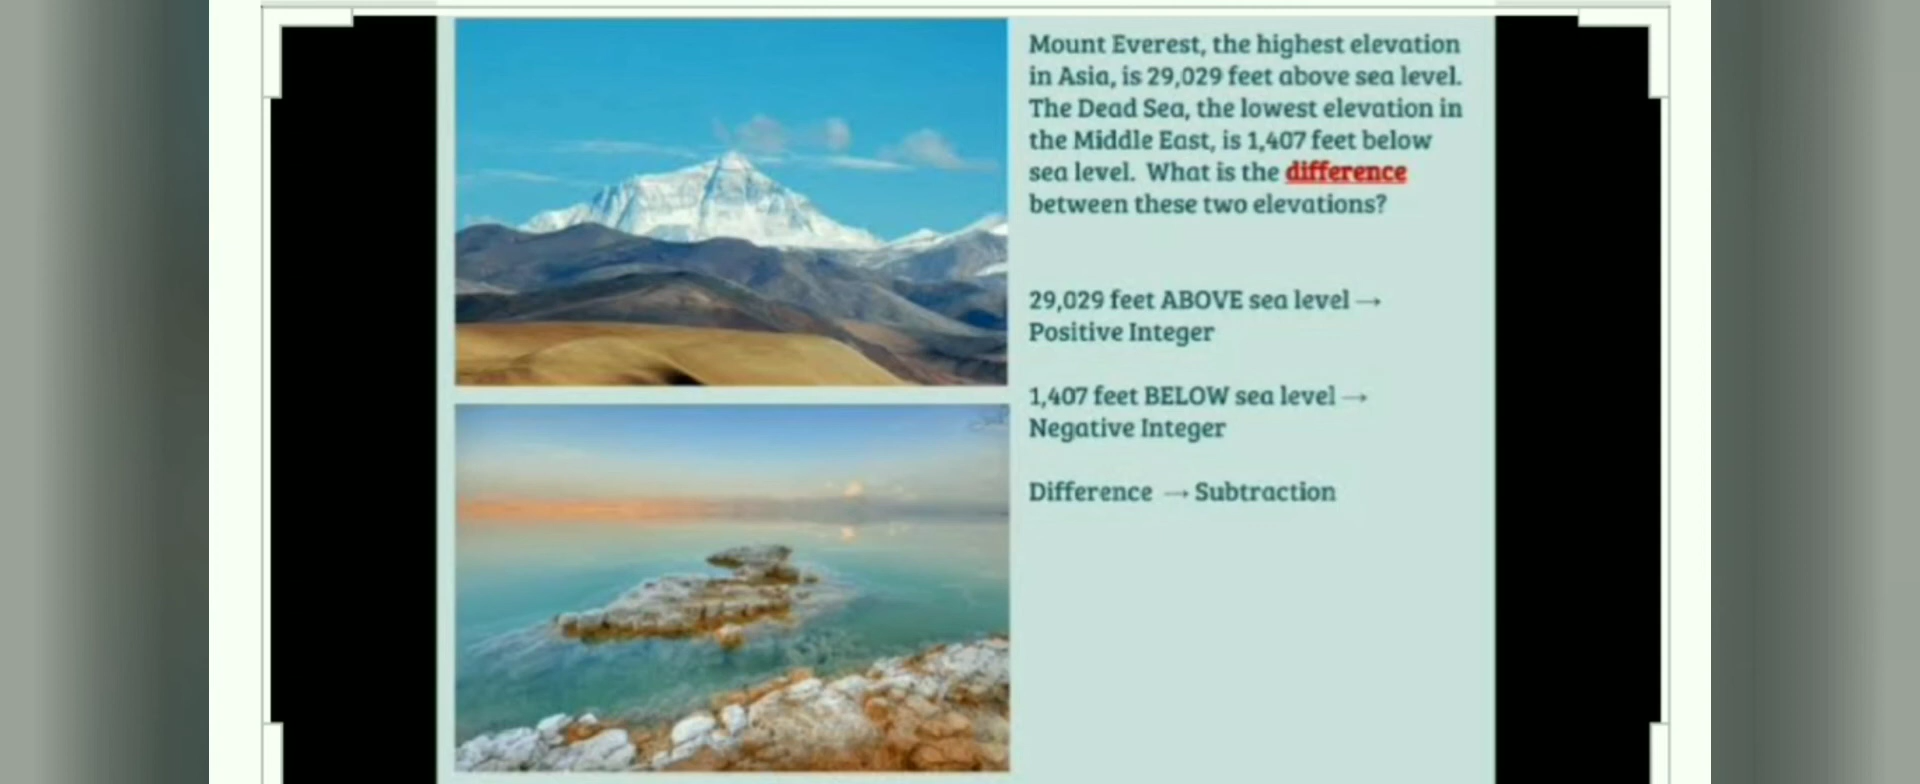 Mount Everest, the highest elevation
in Asia, is 29,029 feet above sea level.
The Dead Sea, the lowest elevation in
the Middle East, is 1,407 feet below
sea level. What is the difference
between these two elevations?
29,029 feet ABOVE sea level →
Positive Integer
1,407 feet BELOW sea level →
Negative Integer
Difference → Subtraction